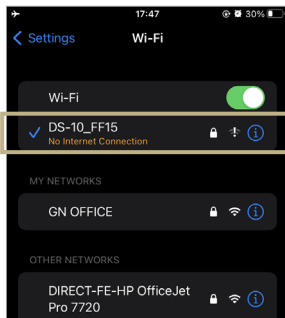 17:47
30%
Settings
Wi-Fi
Wi-Fi
DS-10_FF15
No Internet Connection
MY NETWORKS
GN OFFICE
OTHER NETWORKS
DIRECT-FE-HP OfficeJet
Pro 7720